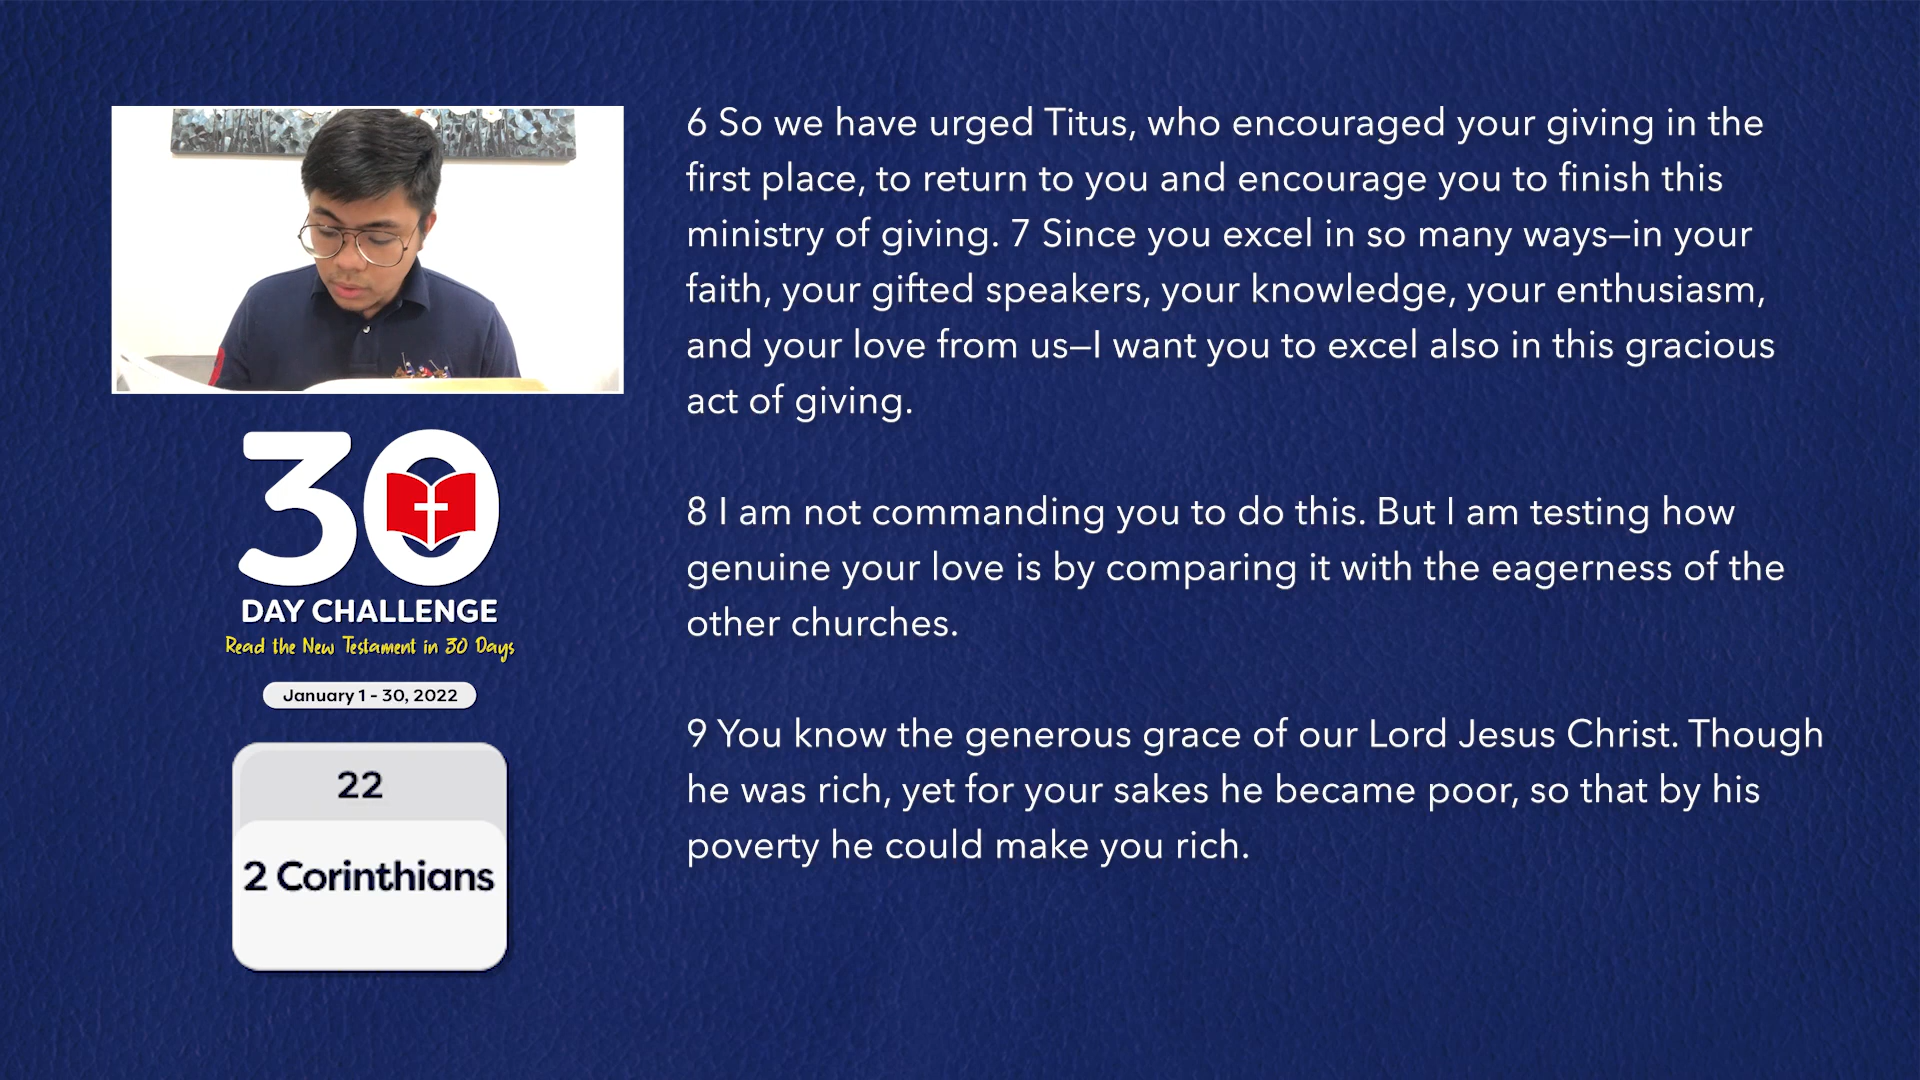 6 So we have urged Titus, who encouraged your giving in the
first place, to return to you and encourage you to finish this
ministry of giving. 7 Since you excel in so many ways—in your
faith, your gifted speakers, your knowledge, your enthusiasm,
and your love from us—I want you to excel also in this gracious
act of giving.
8 I am not commanding you to do this. But I am testing how
genuine your love is by comparing it with the eagerness of the
other churches.
9 You know the generous grace of our Lord Jesus Christ. Though
he was rich, yet for your sakes he became poor, so that by his
poverty he could make you rich.
30
DAY CHALLENGE
Read the New Testament in 30 Days
January 1 - 30, 2022
22
2 Corinthians